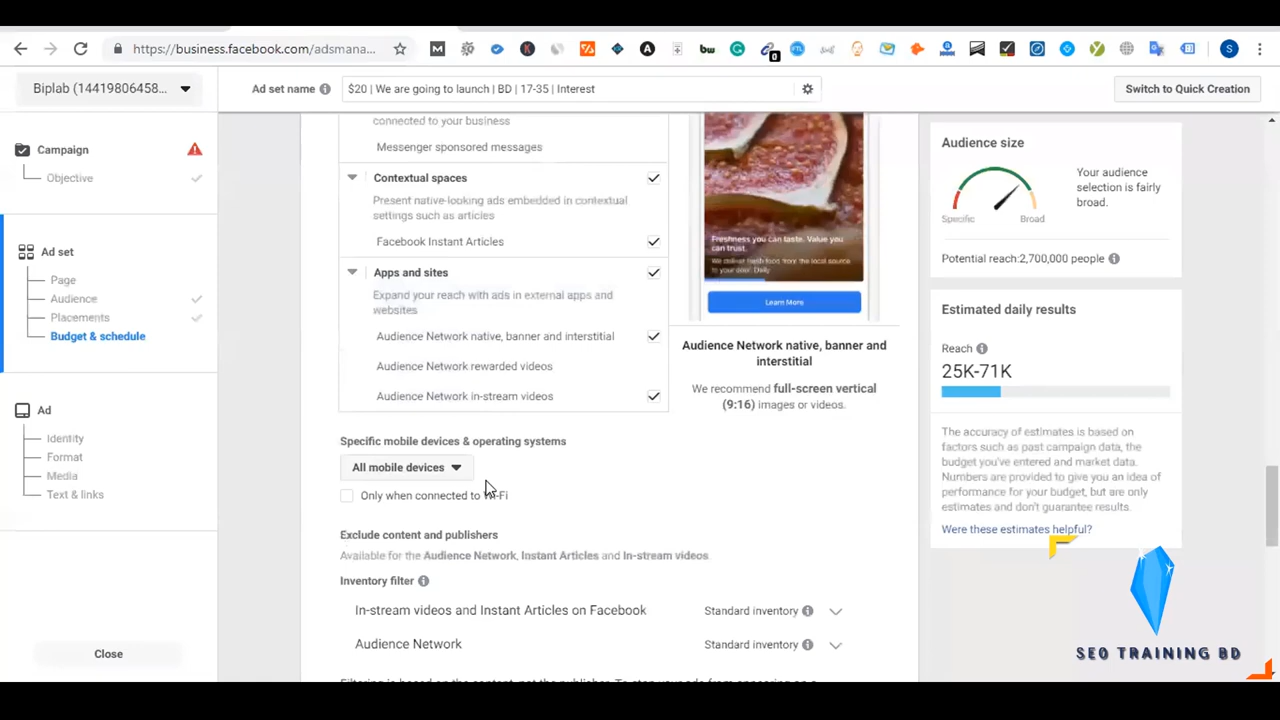 https://business.facebook.com/adsmana...
Biplab (14419806458...
Ad set name
$20 | We are going to launch | BD | 17-35 | Interest
Switch to Quick Creation
Campaign
Objective
Ad set
Page
Audience
Placements
Budget & schedule
Ad
Identity
Format
Media
Text & links
Close
connected to your business
Messenger sponsored messages
Contextual spaces
Present native-looking ads embedded in contextual
settings such as articles
Facebook Instant Articles
Apps and sites
Expand your reach with ads in external apps and
websites
Audience Network native, banner and interstitial
Audience Network rewarded videos
Audience Network in-stream videos
Freshness you can taste. Value you
can trust.
We deliver fresh food from the local source
to your door. Daily
Learn More
Audience Network native, banner and
interstitial
We recommend full-screen vertical
(9:16) images or videos.
Specific mobile devices & operating systems
All mobile devices
Only when connected to Wi-Fi
Exclude content and publishers
Available for the Audience Network, Instant Articles and In-stream videos.
Inventory filter
In-stream videos and Instant Articles on Facebook
Standard inventory
Audience Network
Standard inventory
Audience size
Specific
Broad
Your audience
selection is fairly
broad.
Potential reach:2,700,000 people
Estimated daily results
Reach
25K-71K
The accuracy of estimates is based on
factors such as past campaign data, the
budget you've entered and market data.
Numbers are provided to give you an idea of
performance for your budget, but are only
estimates and don't guarantee results.
Were these estimates helpful?
SEO TRAINING BD